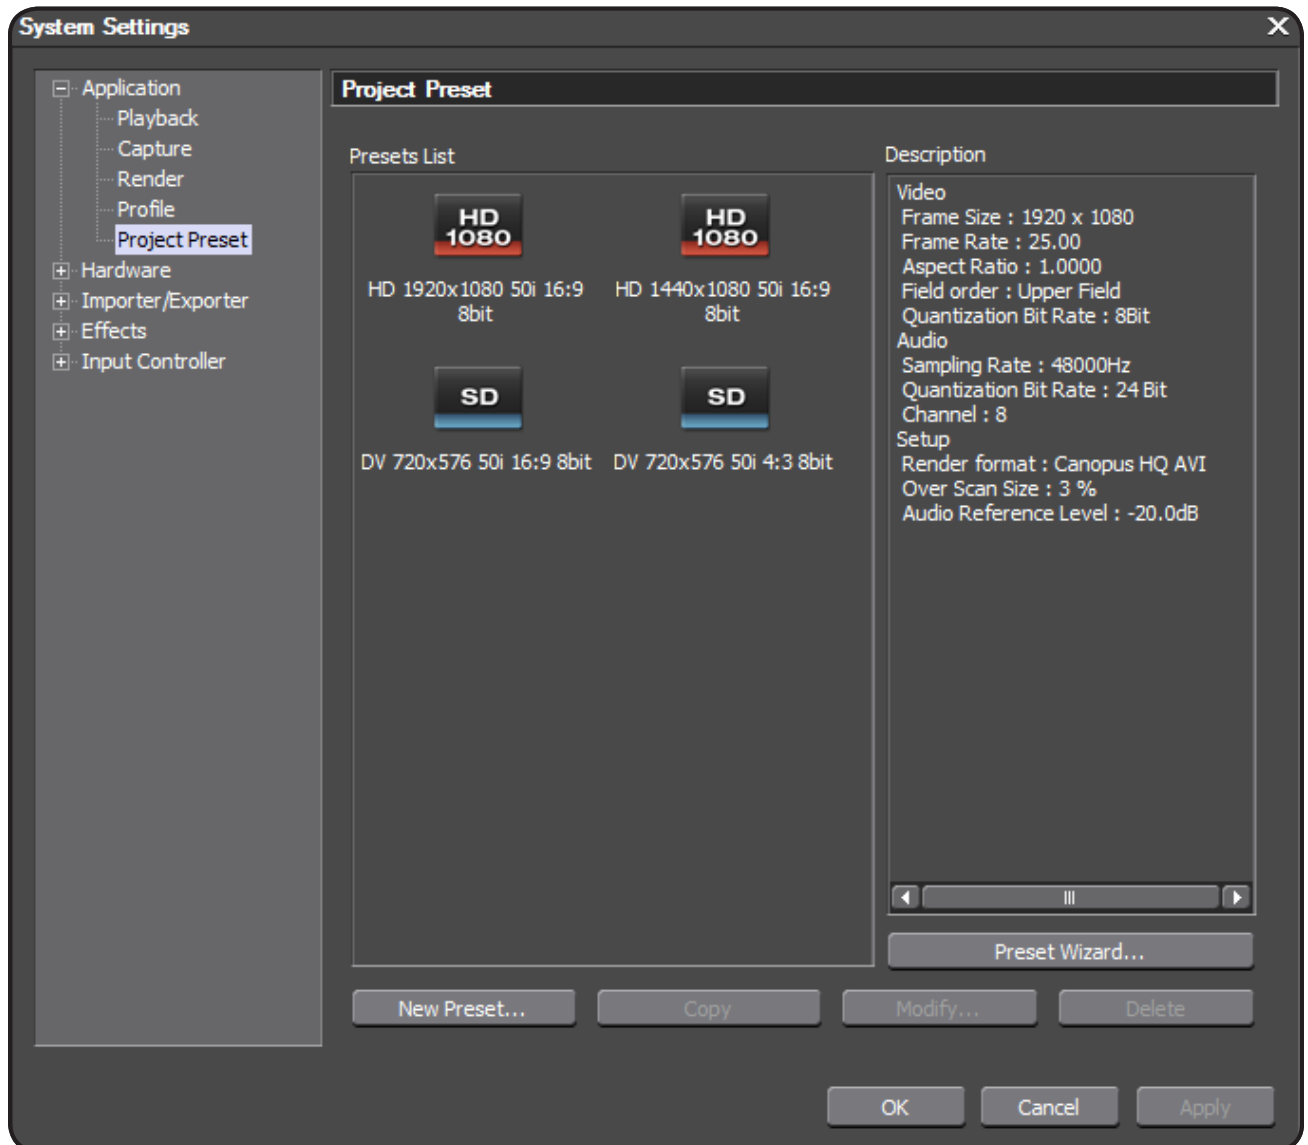 System Settings
Application
Playback
Capture
Render
Profile
Project Preset
Hardware
Importer/Exporter
Effects
Input Controller
Project Preset
Presets List
HD
1080
HD 1920x1080 50i 16:9
8bit
HD
1080
HD 1440x1080 50i 16:9
8bit
SD
DV 720x576 50i 16:9 8bit
SD
DV 720x576 50i 4:3 8bit
Description
Video
Frame Size : 1920 x 1080
Frame Rate : 25.00
Aspect Ratio : 1.0000
Field order : Upper Field
Quantization Bit Rate : 8Bit
Audio
Sampling Rate : 48000Hz
Quantization Bit Rate : 24 Bit
Channel : 8
Setup
Render format : Canopus HQ AVI
Over Scan Size : 3 %
Audio Reference Level : -20.0dB
Preset Wizard...
New Preset...
Copy
Modify...
Delete
OK
Cancel
Apply